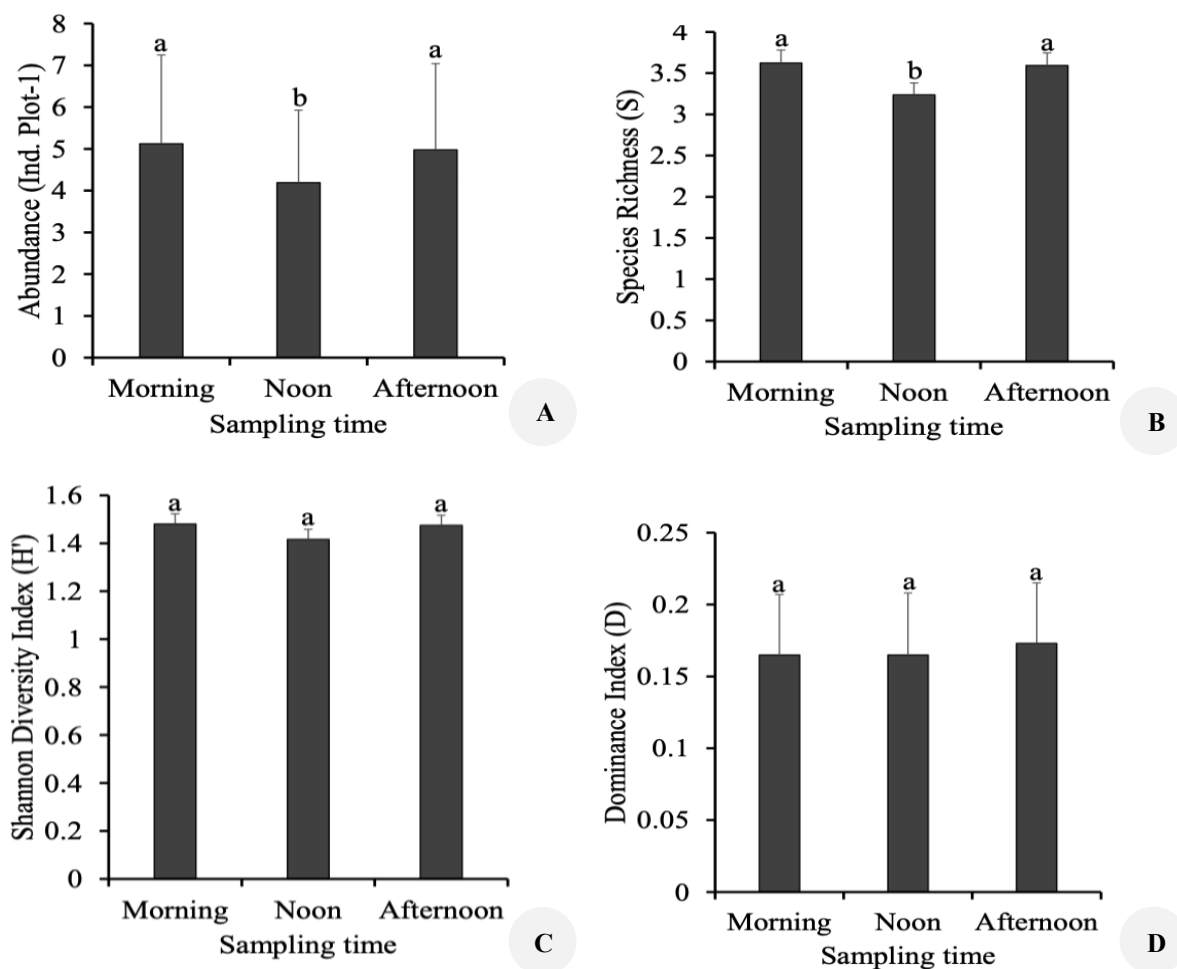 Abundance (Ind. Plot-1)
8
7
6
5
4
3
2
1
0
a
b
a
Morning Noon Afternoon
Sampling time
A
Species Richness (S)
4
3.5
3
2.5
2
1.5
1
0.5
0
a
b
a
Morning Noon Afternoon
Sampling time
B
Shannon Diversity Index (H')
1.6
1.4
1.2
1
0.8
0.6
0.4
0.2
0
a
a
a
Morning Noon Afternoon
Sampling time
C
Dominance Index (D)
0.25
0.2
0.15
0.1
0.05
0
a
a
a
Morning Noon Afternoon
Sampling time
D